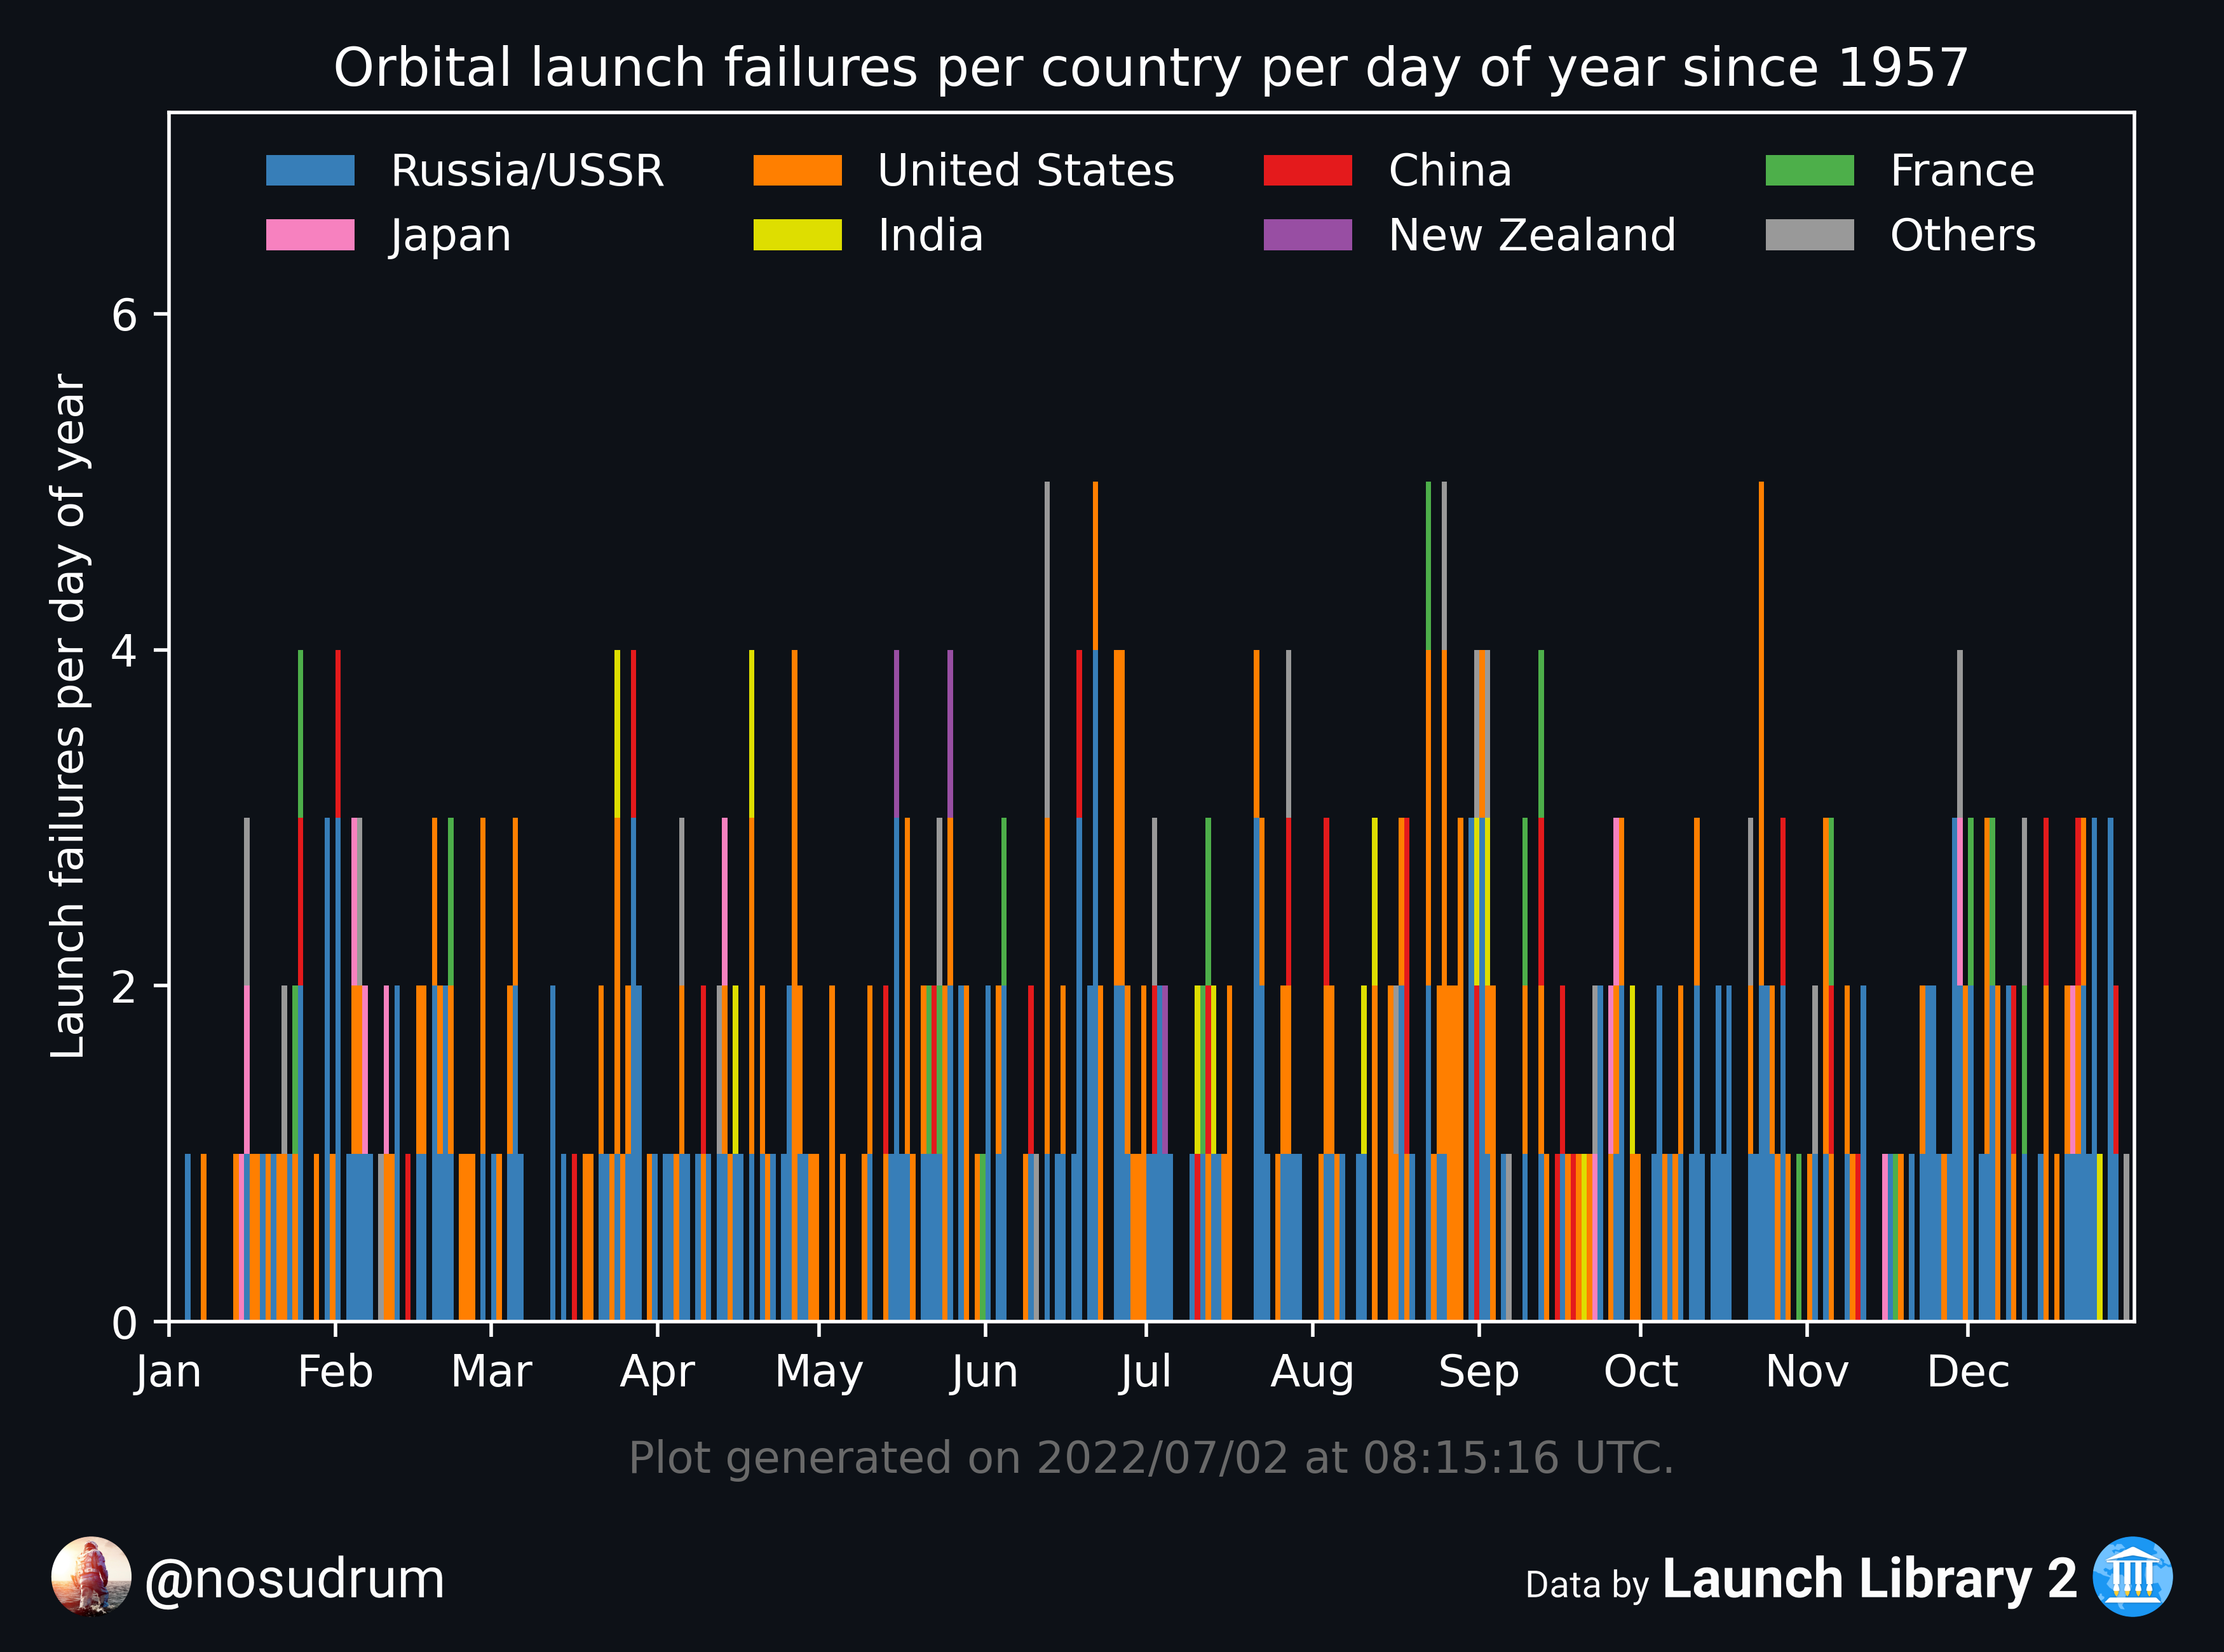 Orbital launch failures per country per day of year since 1957
Russia/USSR
United States
China
France
Japan
India
New Zealand
Others
Launch failures per day of year
6
4
2
0
Jan
Feb
Mar
Apr
May
Jun
Jul
Aug
Sep
Oct
Nov
Dec
Plot generated on 2022/07/02 at 08:15:16 UTC.
@nosudrum
Data by Launch Library 2